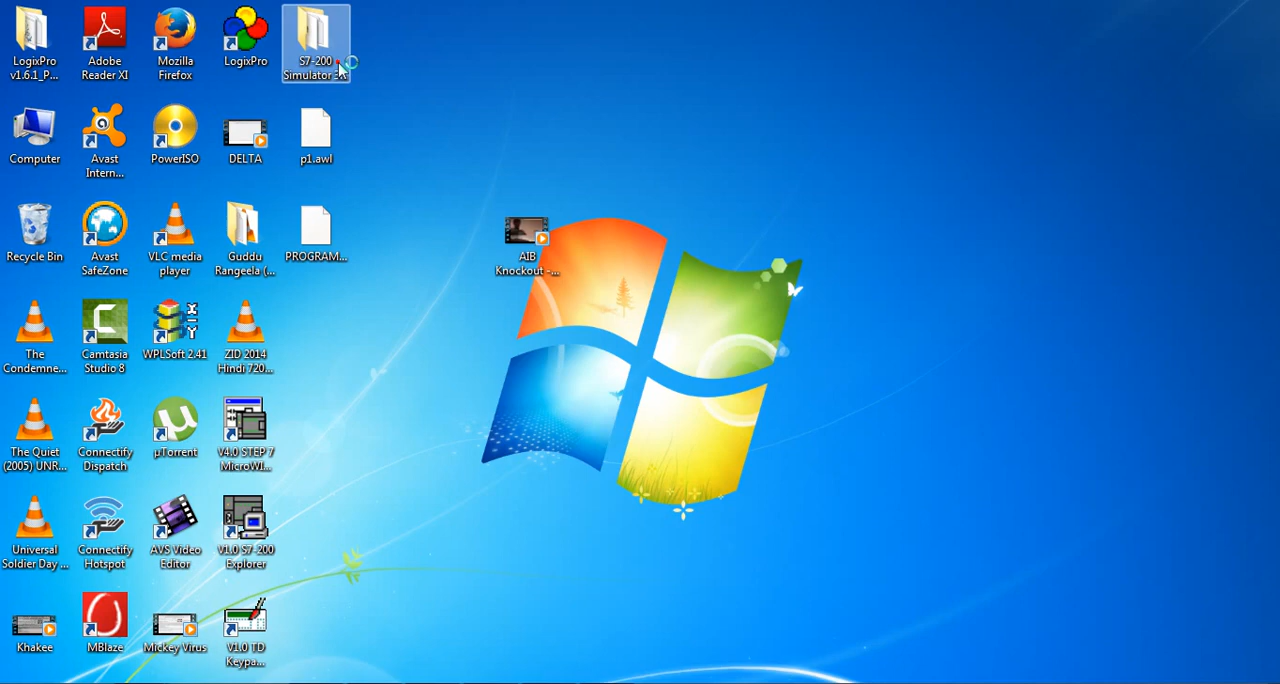 LogixPro
v1.6.1_P...
Adobe
Reader XI
Mozilla
Firefox
LogixPro
S7-200
Simulator
Computer
Avast
Intern...
PowerISO
DELTA
p1.awl
Recycle Bin
Avast
SafeZone
VLC media
player
Guddu
Rangeela (...
PROGRAM...
AIB
Knockout -...
The
Condemne...
Camtasia
Studio 8
WPLSoft 2.41
ZID 2014
Hindi 720...
The Quiet
(2005) UNR...
Connectify
Dispatch
µTorrent
V4.0 STEP 7
MicroWI...
Universal
Soldier Day ...
Connectify
Hotspot
AVS Video
Editor
V1.0 S7-200
Explorer
Khakee
MBlaze
Mickey Virus
V1.0 TD
Keypa...